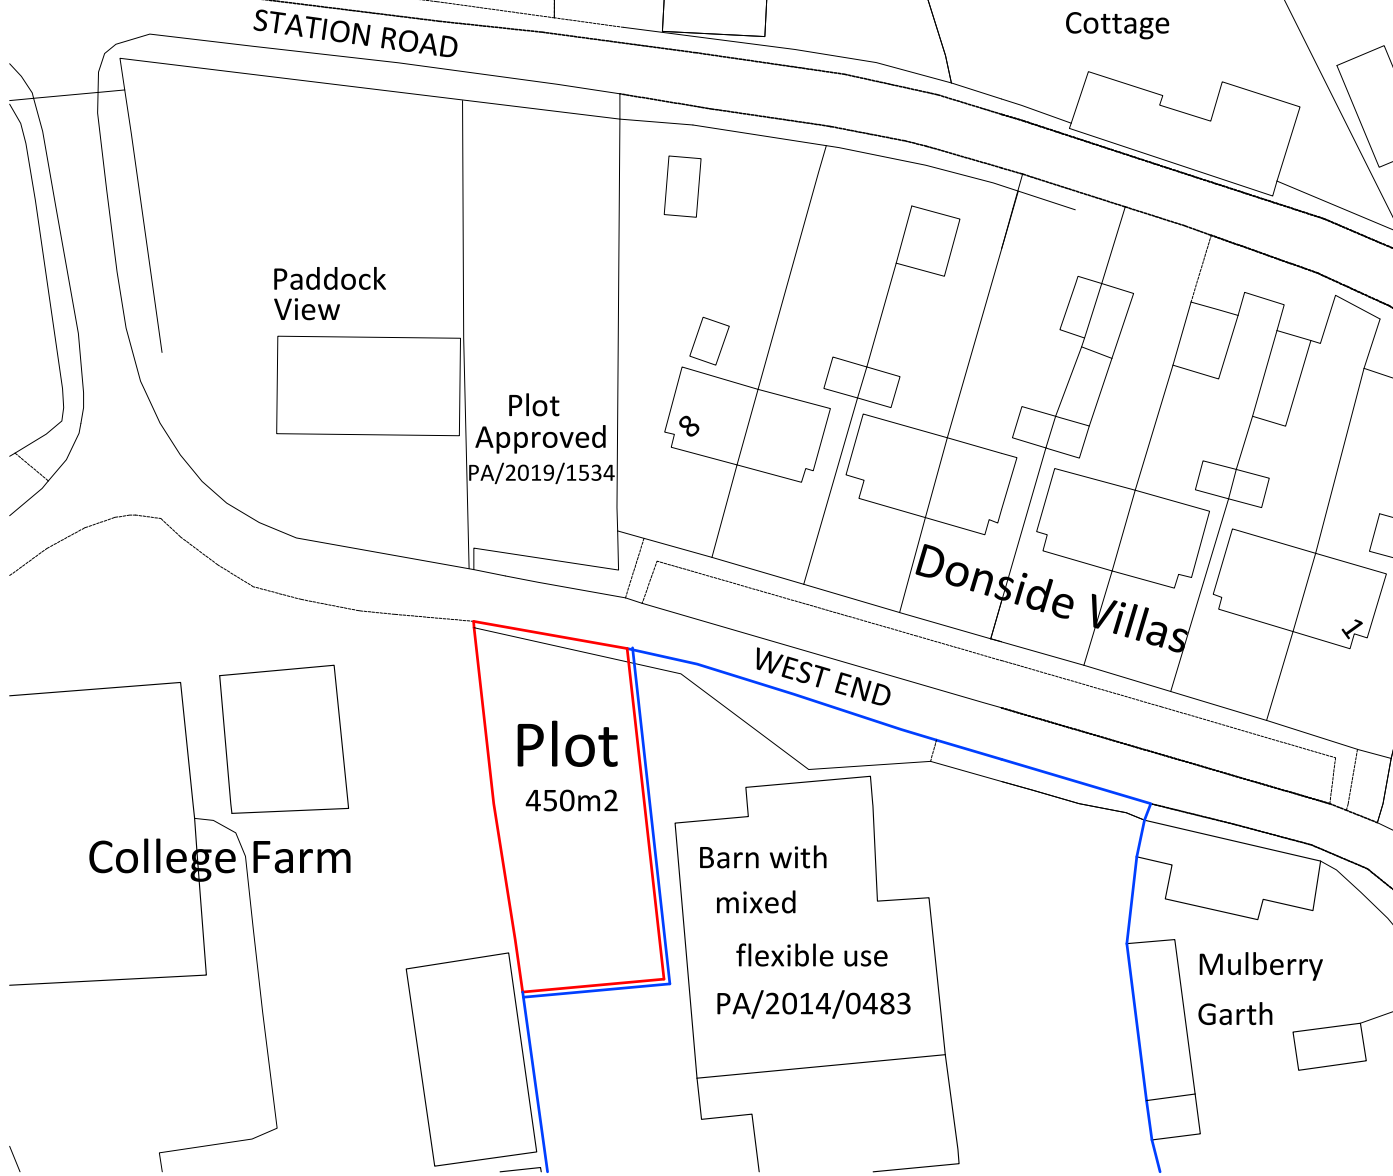 STATION ROAD
Cottage
Paddock
View
Plot
Approved
PA/2019/1534
8
Donside Villas
1
WEST END
Plot
450m2
College Farm
Barn with
mixed
flexible use
PA/2014/0483
Mulberry
Garth